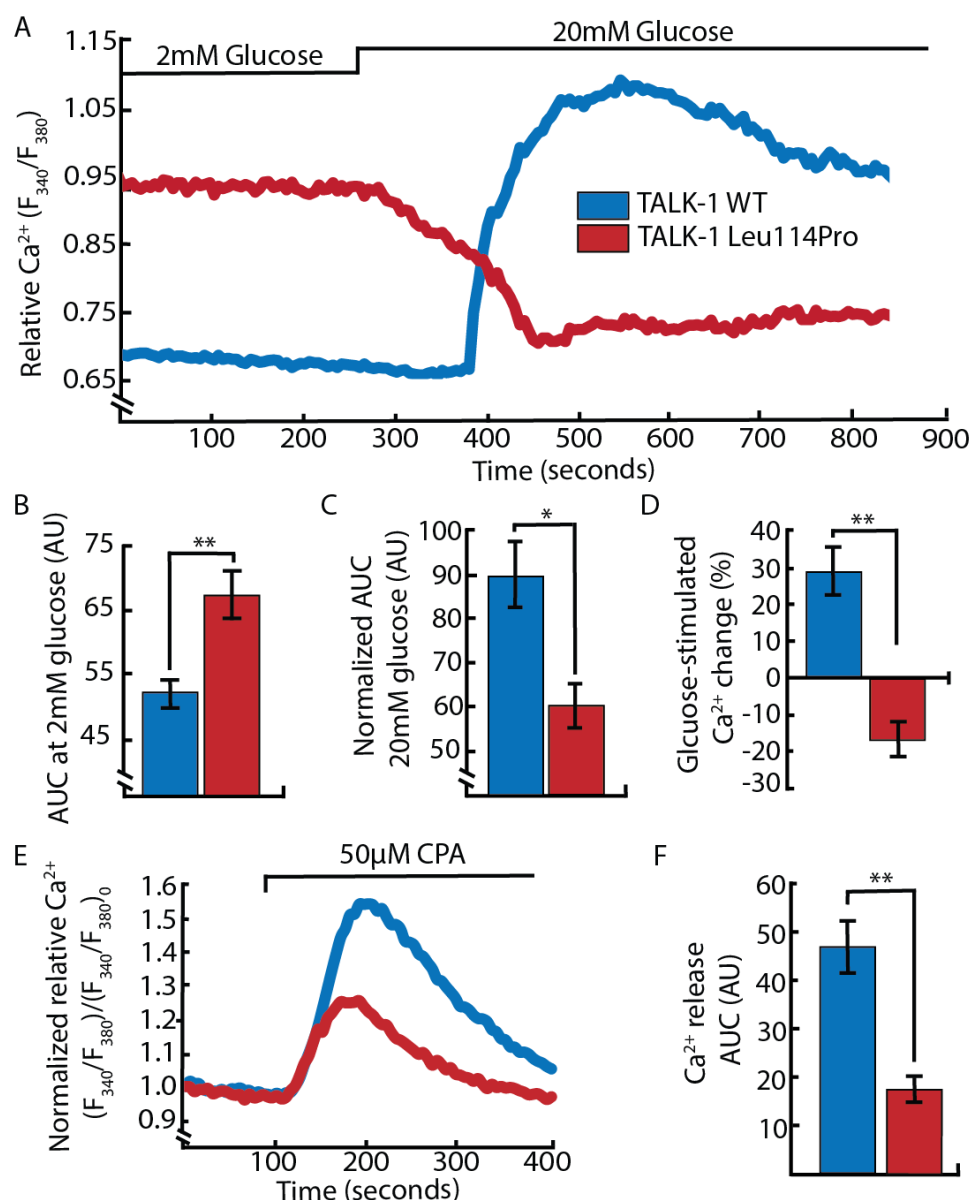 A
2mM Glucose
20mM Glucose
Relative Ca²⁺ (F₃₄₀/F₃₈₀)
1.15
1.05
0.95
0.85
0.75
0.65
TALK-1 WT
TALK-1 Leu114Pro
100 200 300 400 500 600 700 800 900
Time (seconds)
B
AUC at 2mM glucose (AU)
75
65
55
45
**
C
Normalized AUC
20mM glucose (AU)
100
90
80
70
60
50
*
D
Glcuose-stimulated
Ca²⁺ change (%)
40
30
20
10
0
-10
-20
-30
**
E
50µM CPA
Normalized relative Ca²⁺
(F₃₄₀/F₃₈₀)/(F₃₄₀/F₃₈₀)₀
1.6
1.5
1.4
1.3
1.2
1.1
1.0
0.9
100 200 300 400
Time (seconds)
F
Ca²⁺ release
AUC (AU)
60
50
40
30
20
10
**